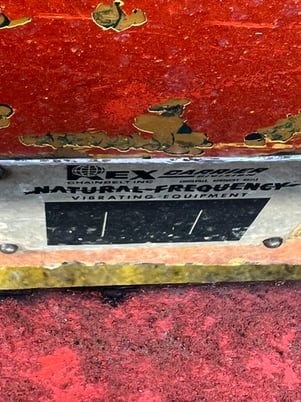 REX CARRIER
CHAINBELT INC.
NATURAL-FREQUENCY
VIBRATING EQUIPMENT